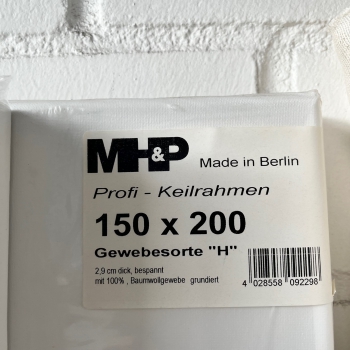 MH&P Made in Berlin
Profi - Keilrahmen
150 x 200
Gewebesorte "H"
2,9 cm dick, bespannt
mit 100% , Baumwollgewebe grundiert
4 028558 092298